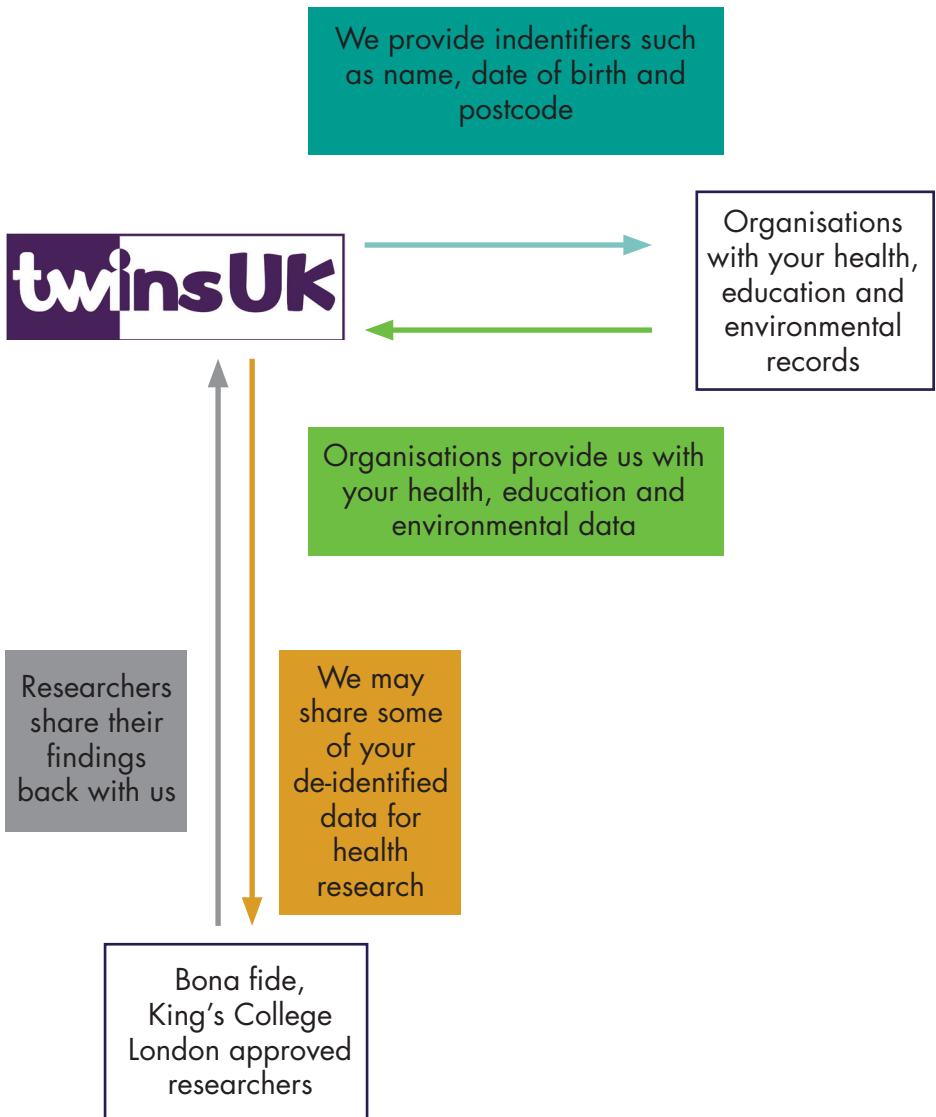 We provide indentifiers such
as name, date of birth and
postcode
twinsUK
Organisations
with your health,
education and
environmental
records
Organisations provide us with
your health, education and
environmental data
Researchers
share their
findings
back with us
We may
share some
of your
de-identified
data for
health
research
Bona fide,
King’s College
London approved
researchers